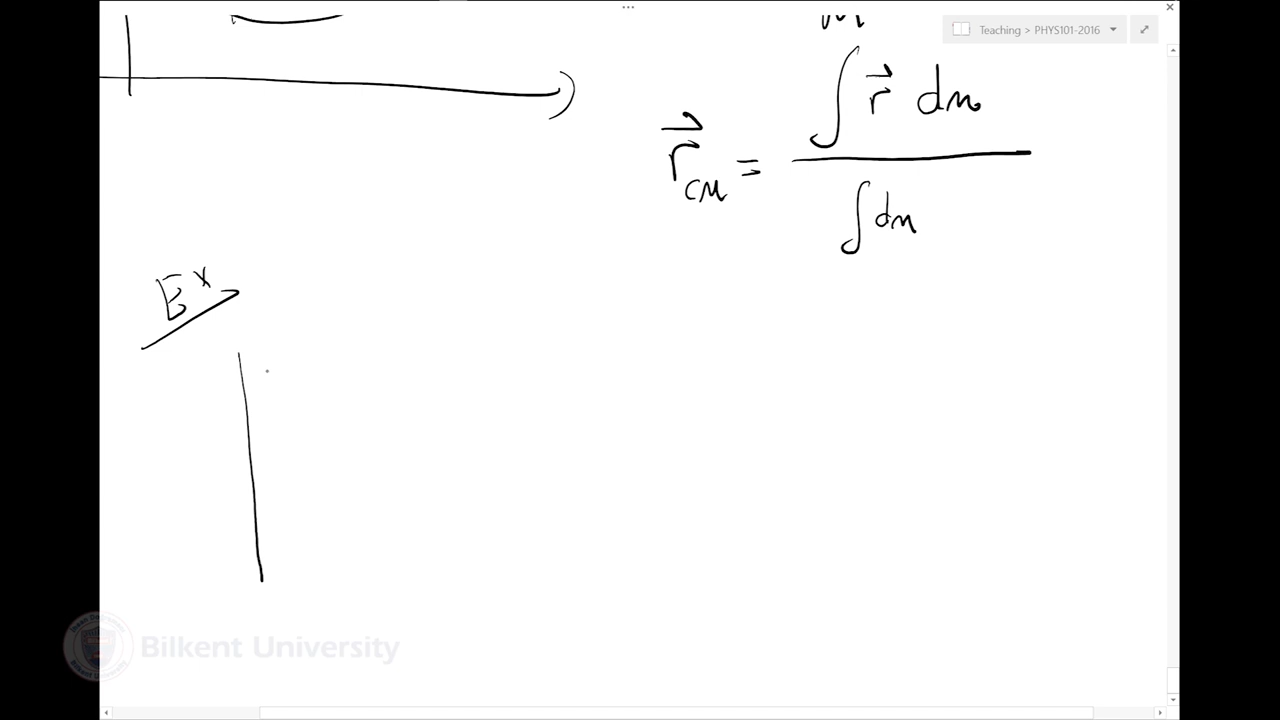 M
Teaching > PHYS101-2016
∫ r⃗ dm
r⃗_CM = ―――
∫ dm
Ex
Bilkent University